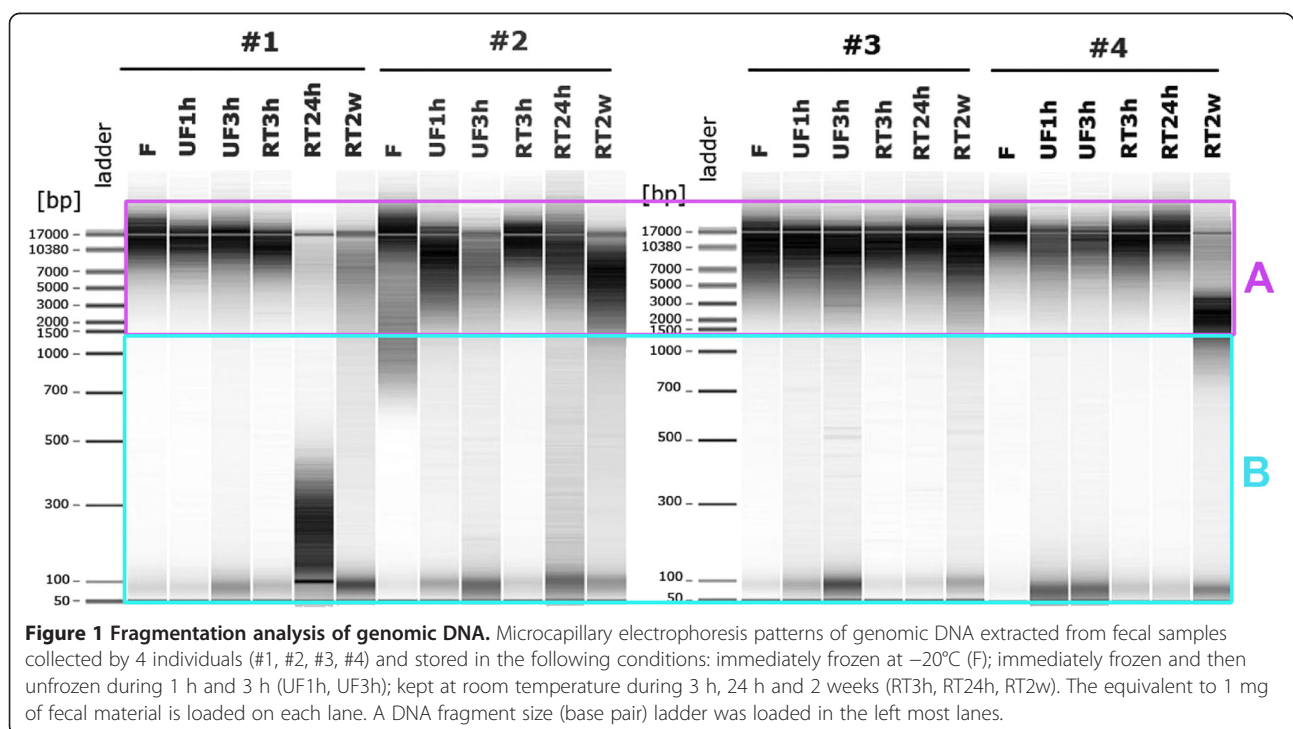 #1 #2 #3 #4
ladder F UF1h UF3h RT3h RT24h RT2w F UF1h UF3h RT3h RT24h RT2w ladder F UF1h UF3h RT3h RT24h RT2w F UF1h UF3h RT3h RT24h RT2w
[bp] [bp]
17000 17000
10380 10380
7000 7000
5000 5000
3000 3000
2000 2000
1500 1500
A
1000 1000
700 700
500 500
300 300
B
100 100
50 50
Figure 1 Fragmentation analysis of genomic DNA. Microcapillary electrophoresis patterns of genomic DNA extracted from fecal samples
collected by 4 individuals (#1, #2, #3, #4) and stored in the following conditions: immediately frozen at −20°C (F); immediately frozen and then
unfrozen during 1 h and 3 h (UF1h, UF3h); kept at room temperature during 3 h, 24 h and 2 weeks (RT3h, RT24h, RT2w). The equivalent to 1 mg
of fecal material is loaded on each lane. A DNA fragment size (base pair) ladder was loaded in the left most lanes.